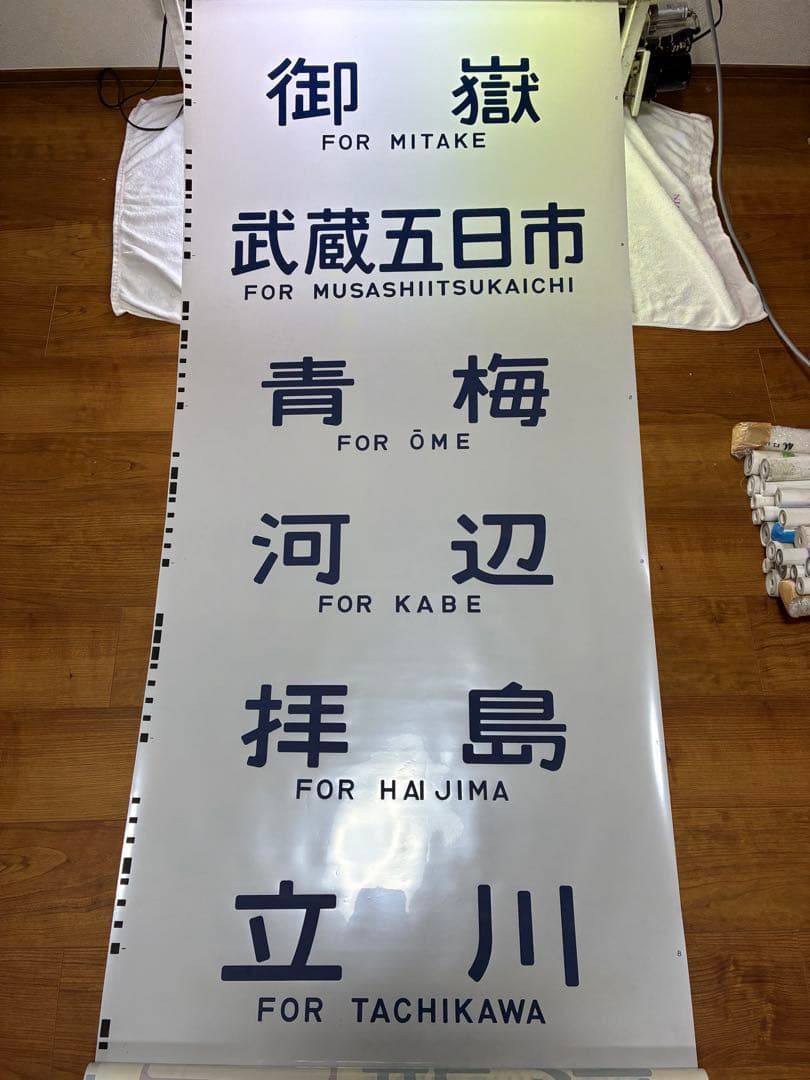 御嶽
FOR MITAKE
武蔵五日市
FOR MUSASHIITSUKAICHI
青梅
FOR ŌME
河辺
FOR KABE
拝島
FOR HAIJIMA
立川
FOR TACHIKAWA
8